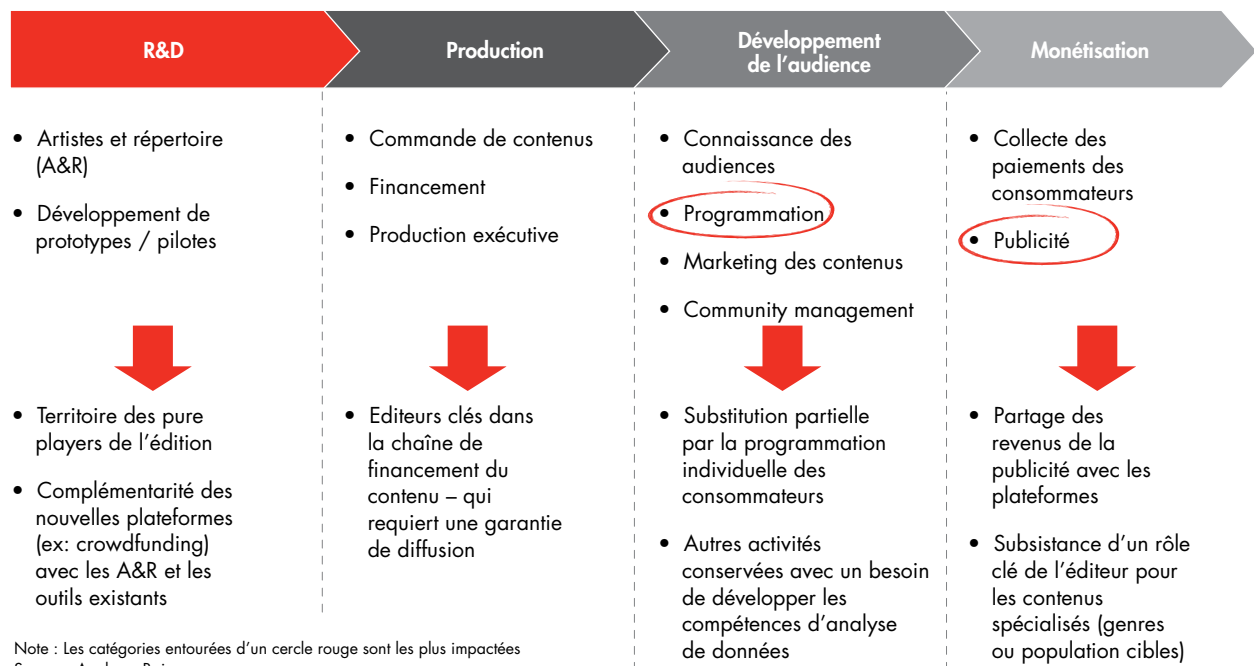 R&D
Production
Développement
de l’audience
Monétisation
• Artistes et répertoire
(A&R)
• Développement de
prototypes / pilotes
• Commande de contenus
• Financement
• Production exécutive
• Connaissance des
audiences
• Programmation
• Marketing des contenus
• Community management
• Collecte des
paiements des
consommateurs
• Publicité
• Territoire des pure
players de l’édition
• Complémentarité des
nouvelles plateformes
(ex: crowdfunding)
avec les A&R et les
outils existants
• Editeurs clés dans
la chaîne de
financement du
contenu – qui
requiert une garantie
de diffusion
• Substitution partielle
par la programmation
individuelle des
consommateurs
• Autres activités
conservées avec un besoin
de développer les
compétences d’analyse
de données
• Partage des
revenus de la
publicité avec les
plateformes
• Subsistance d’un rôle
clé de l’éditeur pour
les contenus
spécialisés (genres
ou population cibles)
Note : Les catégories entourées d’un cercle rouge sont les plus impactées